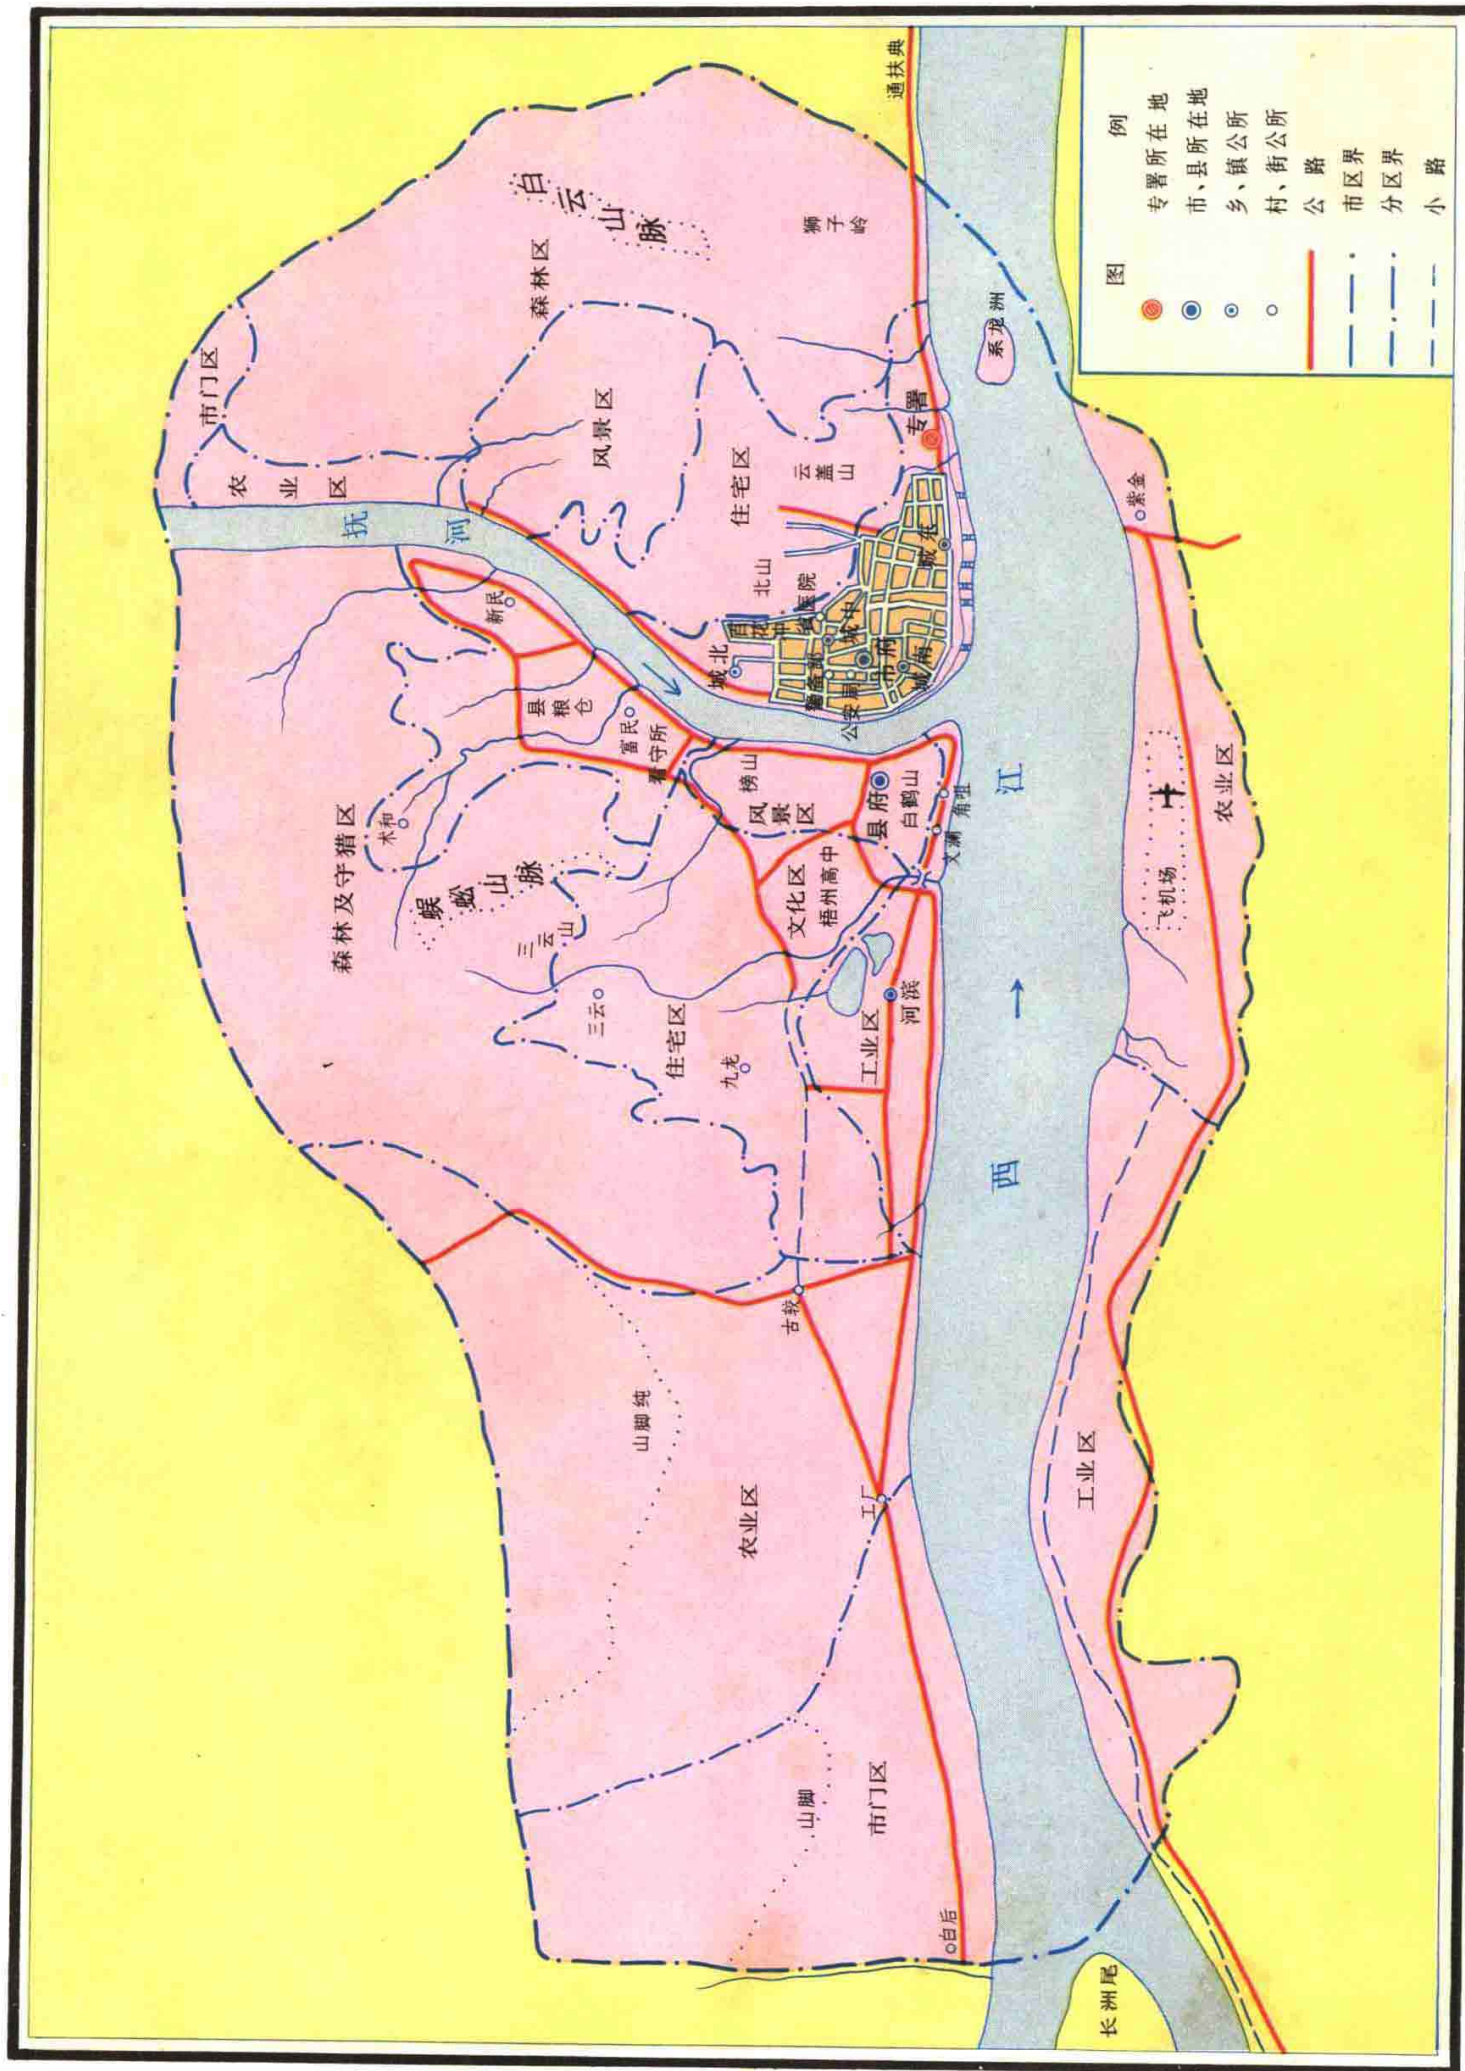 市门区
农业区
抚河
森林区
白云山脉
风景区
住宅区
云盖山
狮子岭
通扶典
专署
系龙洲
北山
省医院
百花冲
城北
城中
城东
警备部
公安局
市府
城南
新民
县粮仓
富民
看守所
榜山
风景区
县府
白鹤山
角咀
文澜
文化区
梧州高中
森林及守猎区
木和
蜈蚣山脉
三云山
三云
住宅区
九龙
工业区
河滨
古较
山脚纯
农业区
工厂
山脚
市门区
白后
西江
紫金
飞机场
农业区
工业区
长洲尾
图例
专署所在地
市、县所在地
乡、镇公所
村、街公所
公路
市区界
分区界
小路